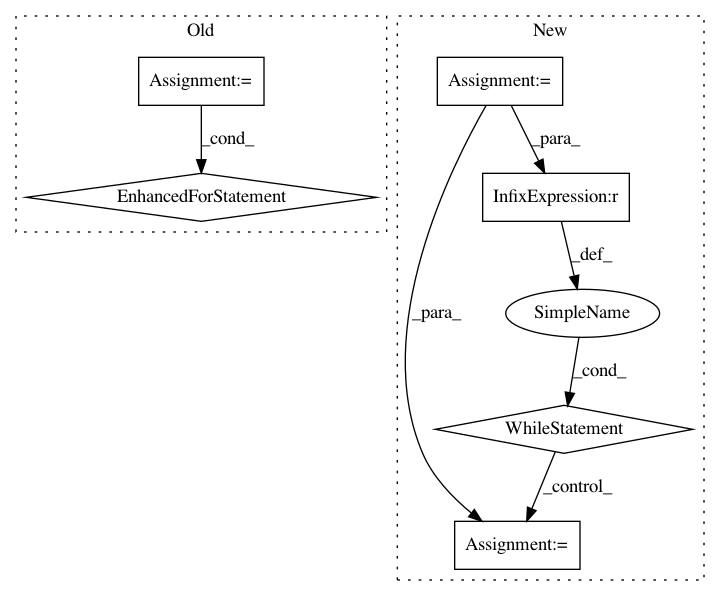 Old
New
Assignment:=
Assignment:=
_cond_
_para_
EnhancedForStatement
InfixExpression:r
_def_
_para_
SimpleName
_cond_
WhileStatement
_control_
Assignment:=